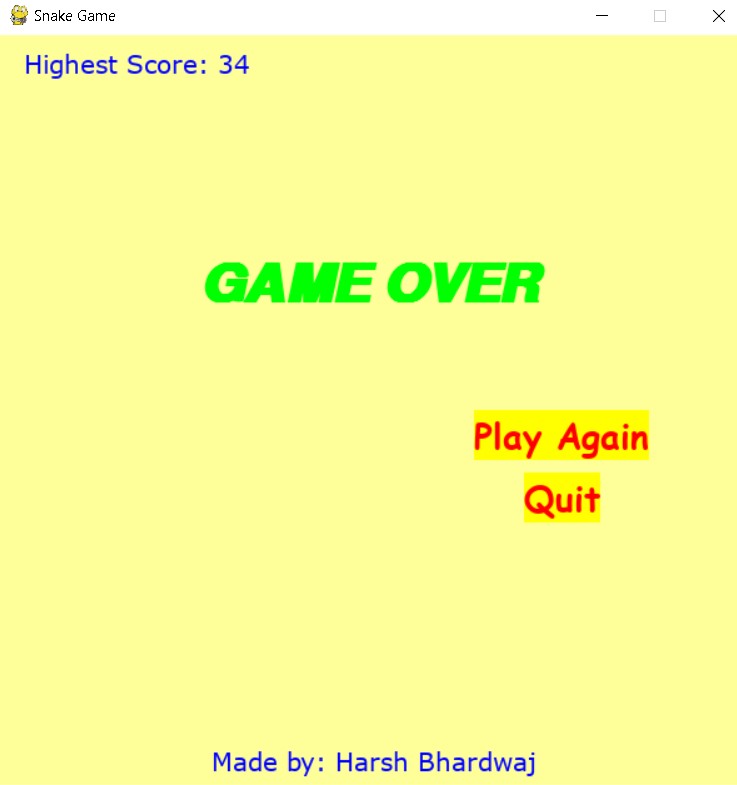 Snake Game
Highest Score: 34
GAME OVER
Play Again
Quit
Made by: Harsh Bhardwaj